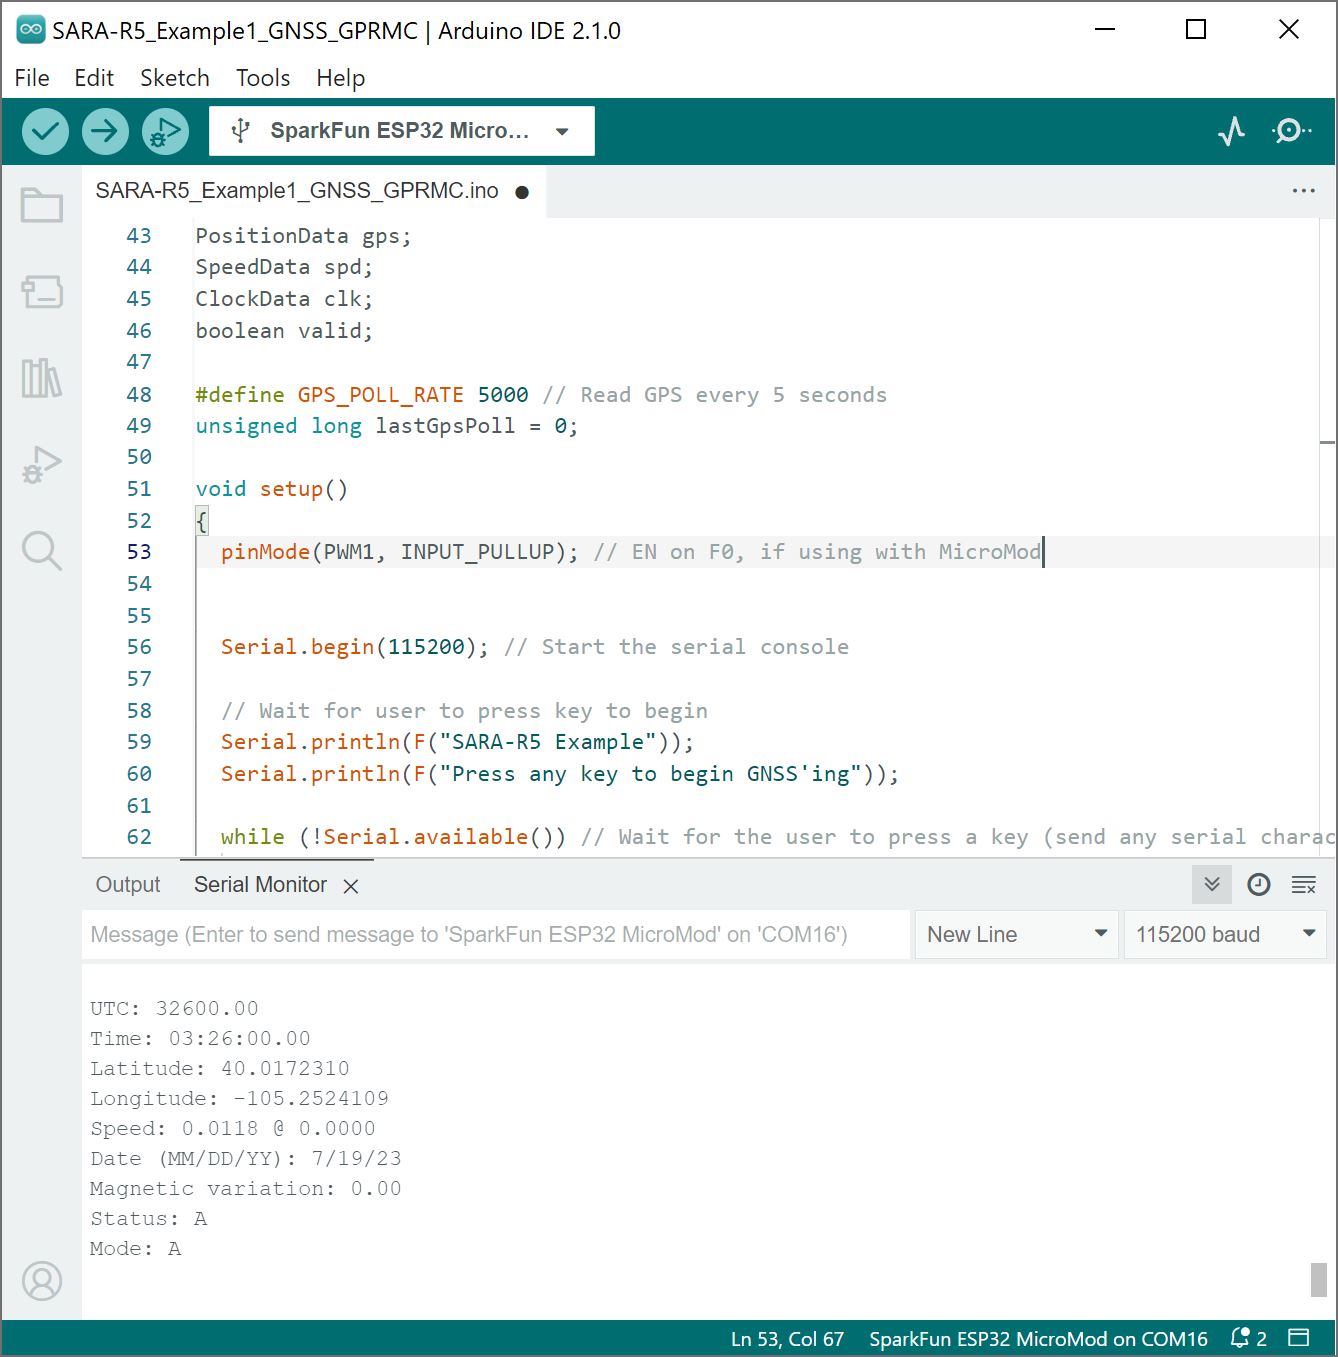 SARA-R5_Example1_GNSS_GPRMC | Arduino IDE 2.1.0
File Edit Sketch Tools Help
SparkFun ESP32 Micro...
SARA-R5_Example1_GNSS_GPRMC.ino
43 PositionData gps;
44 SpeedData spd;
45 ClockData clk;
46 boolean valid;
47
48 #define GPS_POLL_RATE 5000 // Read GPS every 5 seconds
49 unsigned long lastGpsPoll = 0;
50
51 void setup()
52 {
53 pinMode(PWM1, INPUT_PULLUP); // EN on F0, if using with MicroMod
54
55
56 Serial.begin(115200); // Start the serial console
57
58 // Wait for user to press key to begin
59 Serial.println(F("SARA-R5 Example"));
60 Serial.println(F("Press any key to begin GNSS'ing"));
61
62 while (!Serial.available()) // Wait for the user to press a key (send any serial charac
Output Serial Monitor
Message (Enter to send message to 'SparkFun ESP32 MicroMod' on 'COM16') New Line 115200 baud
UTC: 32600.00
Time: 03:26:00.00
Latitude: 40.0172310
Longitude: -105.2524109
Speed: 0.0118 @ 0.0000
Date (MM/DD/YY): 7/19/23
Magnetic variation: 0.00
Status: A
Mode: A
Ln 53, Col 67 SparkFun ESP32 MicroMod on COM16 2